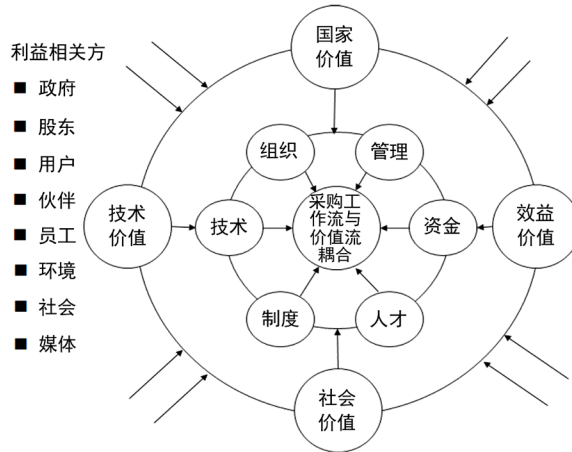 利益相关方
■ 政府
■ 股东
■ 用户
■ 伙伴
■ 员工
■ 环境
■ 社会
■ 媒体
国家
价值
组织
管理
技术
价值
技术
采购工
作流与
价值流
耦合
资金
效益
价值
制度
人才
社会
价值